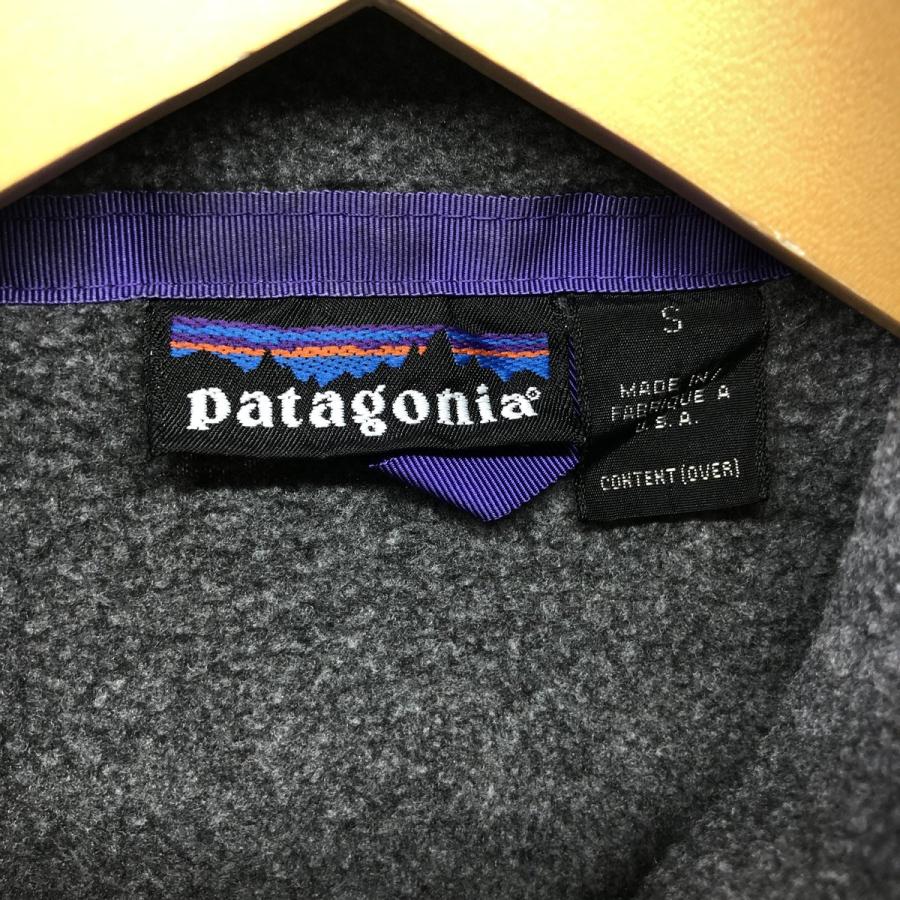 patagonia®
S
MADE IN/
FABRIQUE A
U.S.A.
CONTENT (OVER)